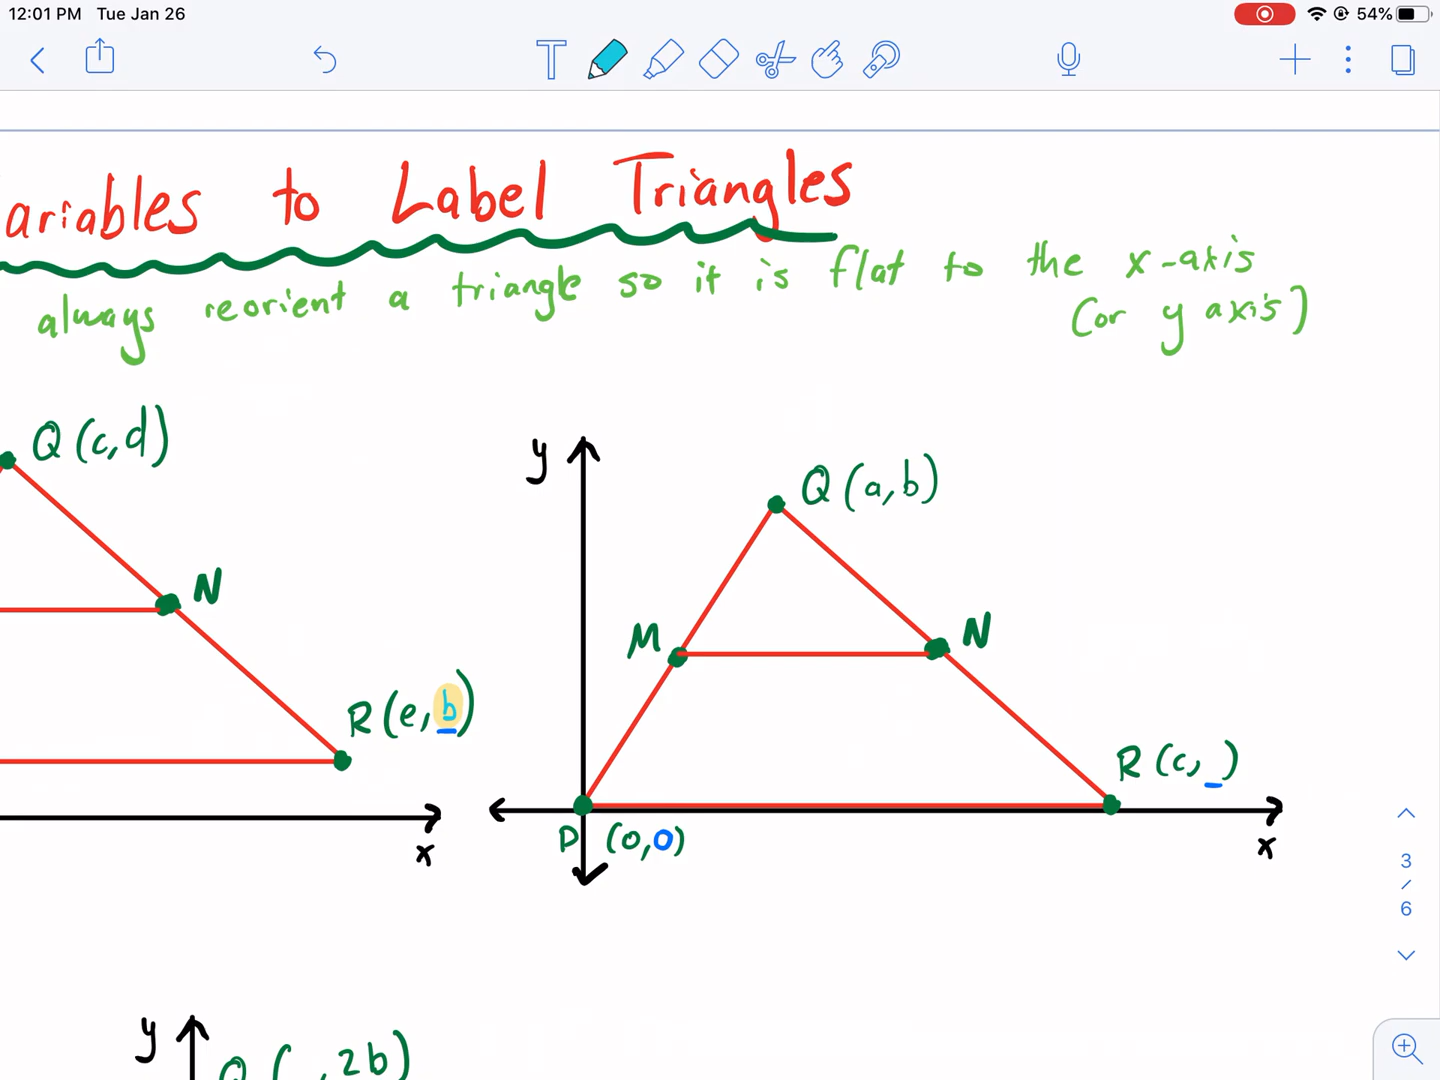 12:01 PM Tue Jan 26
54%
ariables to Label Triangles
always reorient a triangle so it is flat to the x-axis
(or y axis)
Q (c,d)
N
R (e, b)
x
y
Q (a,b)
M
N
R (c, _)
P (0,0)
x
3
/
6
y
Q ( ,2b)